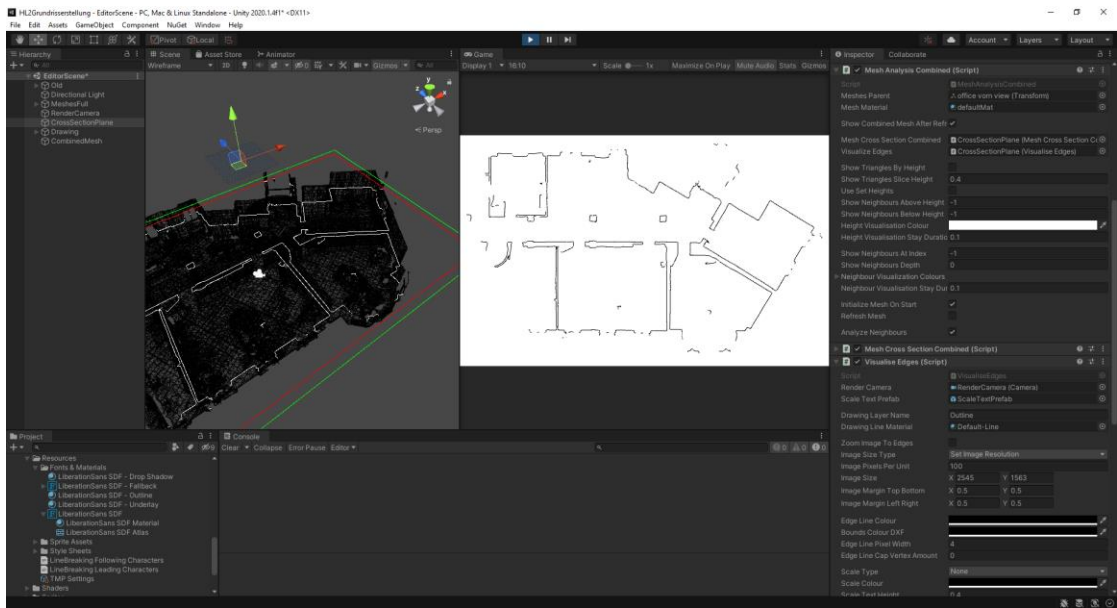 HL2Grundrisserstellung - EditorScene - PC, Mac & Linux Standalone - Unity 2020.1.4f1* <DX11>
File Edit Assets GameObject Component NuGet Window Help
Pivot Local
Account Layers Layout
Hierarchy
All
EditorScene*
Old
Directional Light
MeshesFull
RenderCamera
CrossSectionPlane
Drawing
CombinedMesh
Scene Asset Store Animator
Wireframe 2D Gizmos All
y
z
x
Persp
Game
Display 1 16:10 Scale 1x Maximize On Play Mute Audio Stats Gizmos
Inspector Collaborate
Mesh Analysis Combined (Script)
Script MeshAnalysisCombined
Meshes Parent office vorn view (Transform)
Mesh Material defaultMat
Show Combined Mesh After Refr
Mesh Cross Section Combined CrossSectionPlane (Mesh Cross Section C
Visualize Edges CrossSectionPlane (Visualise Edges)
Show Triangles By Height
Show Triangles Slice Height 0.4
Use Set Heights
Show Neighbours Above Height -1
Show Neighbours Below Height -1
Height Visualisation Colour
Height Visualisation Stay Duratio 0.1
Show Neighbours At Index -1
Show Neighbours Depth 0
Neighbour Visualization Colours
Neighbour Visualisation Stay Dur 0.1
Initialize Mesh On Start
Refresh Mesh
Analyze Neighbours
Mesh Cross Section Combined (Script)
Visualise Edges (Script)
Script VisualiseEdges
Render Camera RenderCamera (Camera)
Scale Text Prefab ScaleTextPrefab
Drawing Layer Name Outline
Drawing Line Material Default-Line
Zoom Image To Edges
Image Size Type Set Image Resolution
Image Pixels Per Unit 100
Image Size X 2545 Y 1563
Image Margin Top Bottom X 0.5 Y 0.5
Image Margin Left Right X 0.5 Y 0.5
Edge Line Colour
Bounds Colour DXF
Edge Line Pixel Width 4
Edge Line Cap Vertex Amount 0
Scale Type None
Scale Colour
Scale Text Height 0.4
Project
Resources
Fonts & Materials
LiberationSans SDF - Drop Shadow
LiberationSans SDF - Fallback
LiberationSans SDF - Outline
LiberationSans SDF - Underlay
LiberationSans SDF
LiberationSans SDF Material
LiberationSans SDF Atlas
Sprite Assets
Style Sheets
LineBreaking Following Characters
LineBreaking Leading Characters
TMP Settings
Shaders
Console
Clear Collapse Error Pause Editor
0 0 0